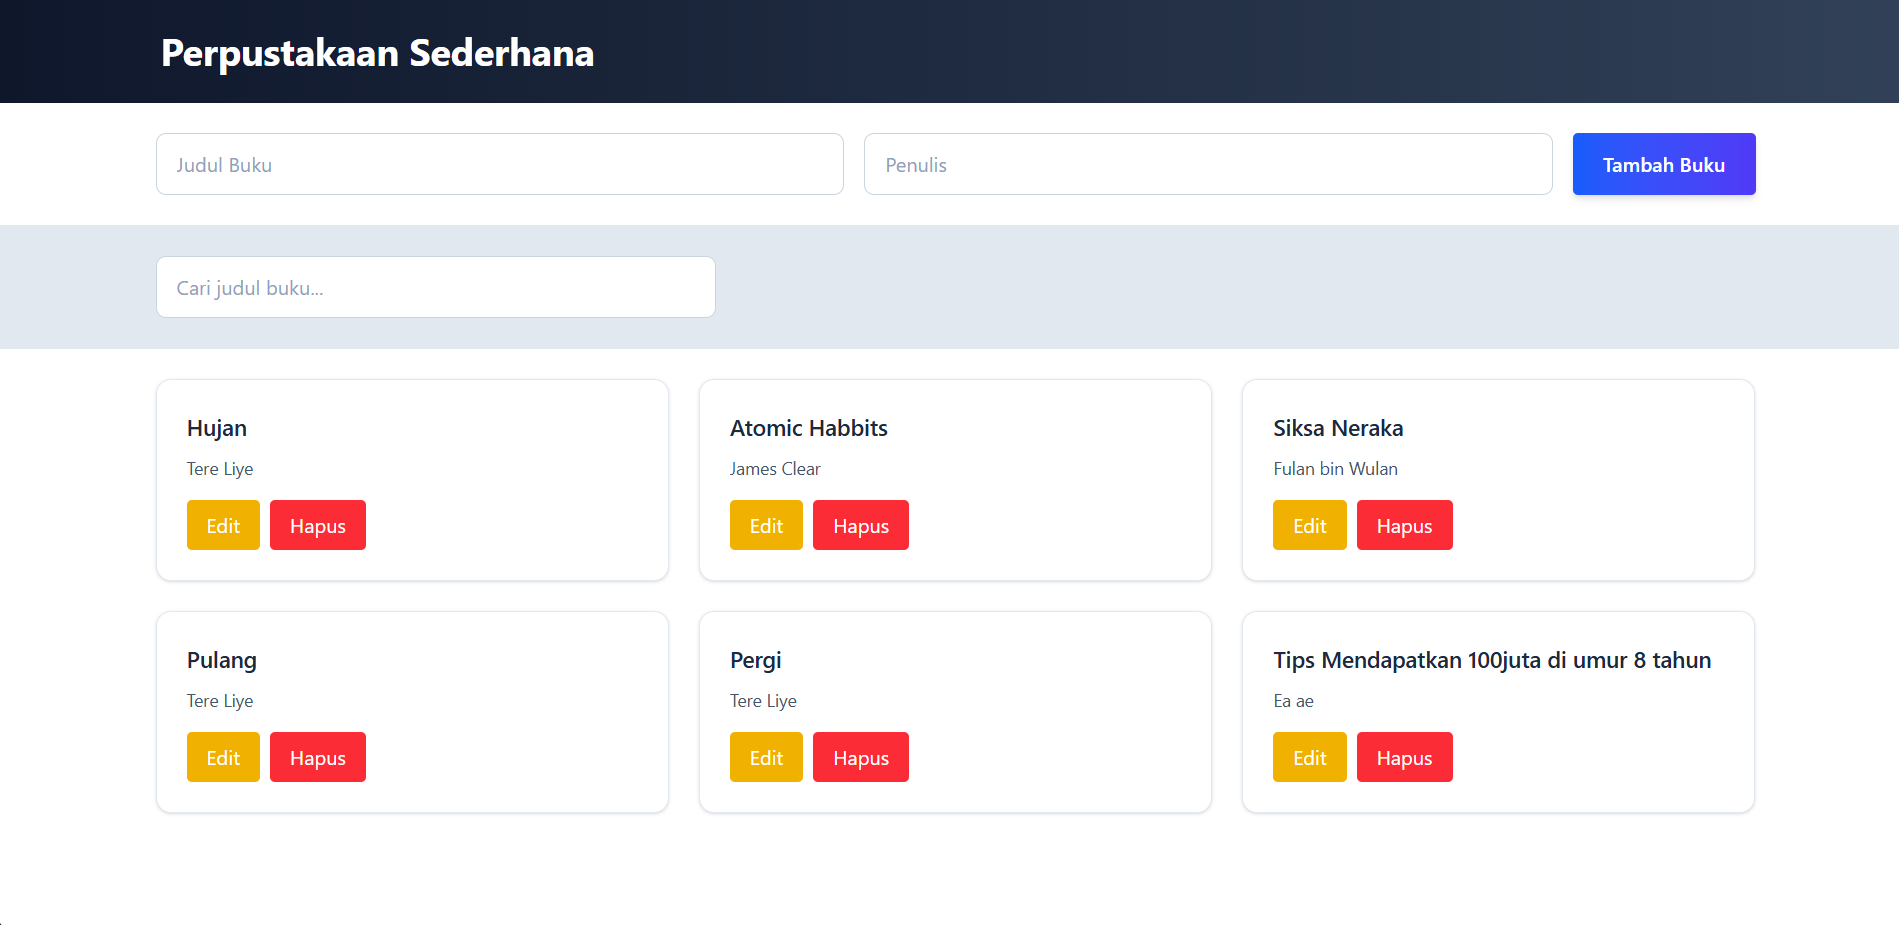 Perpustakaan Sederhana
Judul Buku
Penulis
Tambah Buku
Cari judul buku...
Hujan
Tere Liye
Edit
Hapus
Atomic Habbits
James Clear
Edit
Hapus
Siksa Neraka
Fulan bin Wulan
Edit
Hapus
Pulang
Tere Liye
Edit
Hapus
Pergi
Tere Liye
Edit
Hapus
Tips Mendapatkan 100juta di umur 8 tahun
Ea ae
Edit
Hapus